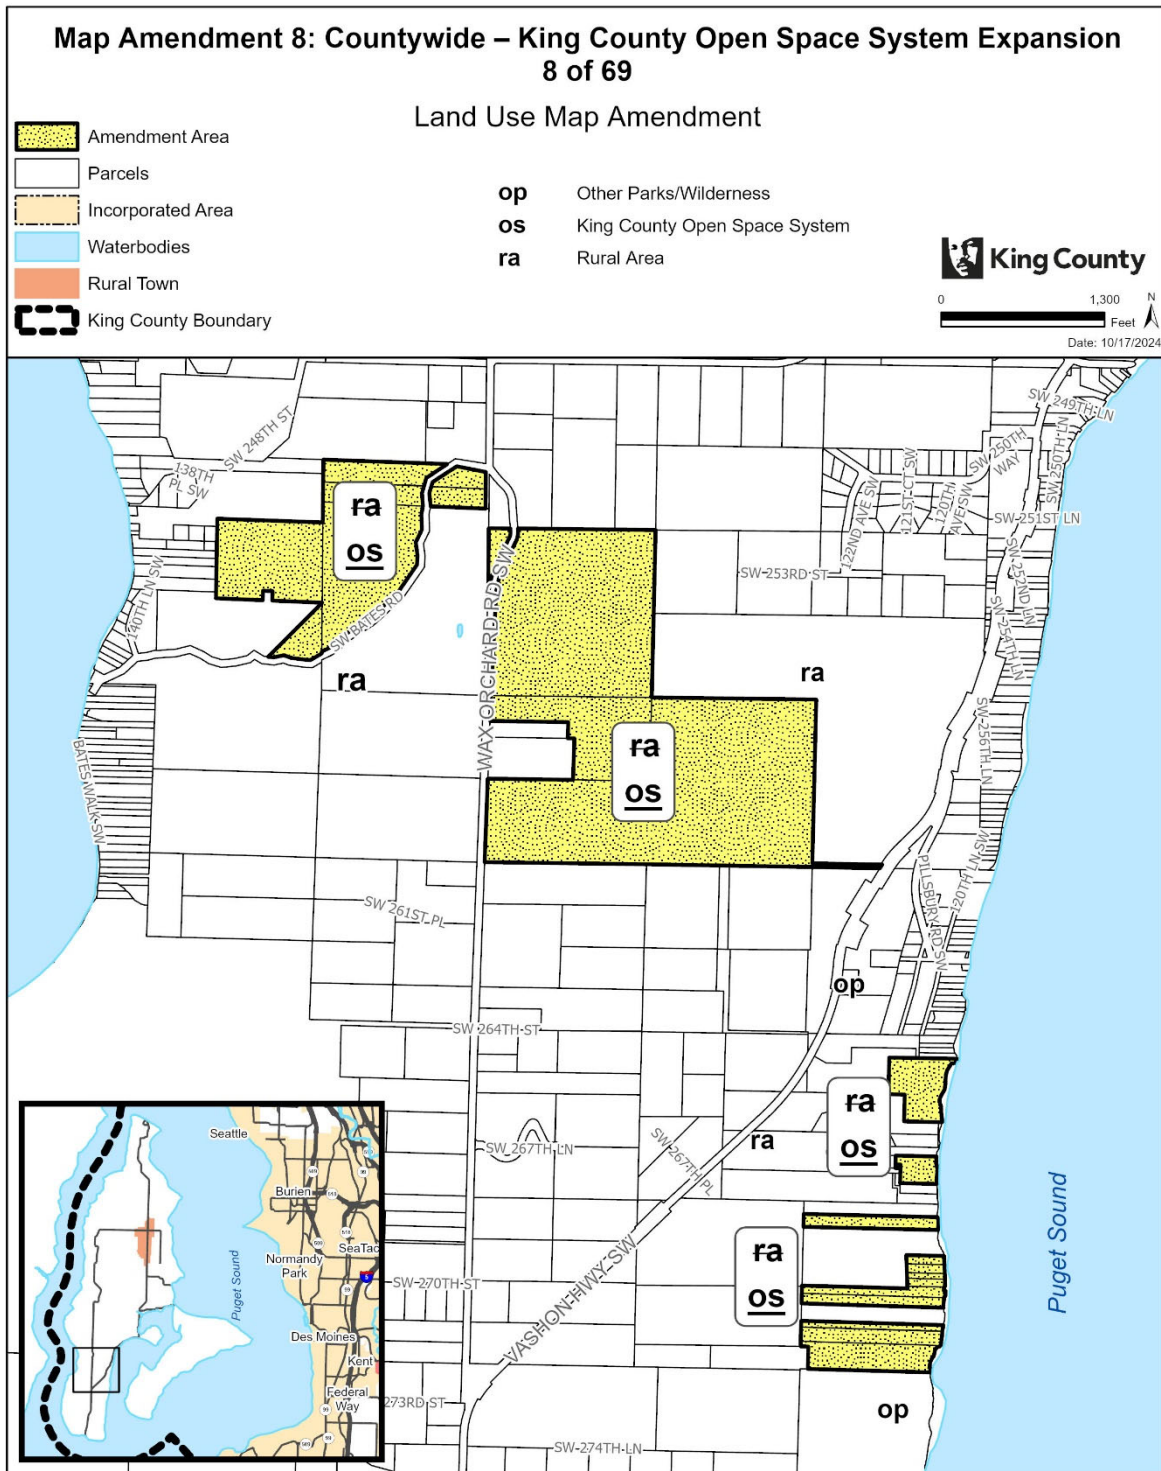 Map Amendment 8: Countywide – King County Open Space System Expansion
8 of 69
Land Use Map Amendment
Amendment Area
Parcels
Incorporated Area
Waterbodies
Rural Town
King County Boundary
op Other Parks/Wilderness
os King County Open Space System
ra Rural Area
King County
0 1,300
Feet
N
Date: 10/17/2024
SW 248TH ST
138TH
PL SW
SW 249TH LN
SW 250TH
WAY
SW 250TH LN
121ST CT SW
120TH
AVE SW
122ND AVE SW
SW 251ST LN
SW 252ND LN
SW 253RD ST
SW 254TH LN
ra
os
140TH LN SW
SW BATES RD
WAX ORCHARD RD SW
ra
ra
SW 256TH LN
BATES WALK SW
ra
os
PILLSBURY RD SW
120TH LN SW
SW 261ST PL
op
SW 264TH ST
ra
os
SW 267TH LN
SW 267TH PL
ra
Puget Sound
ra
os
SW 270TH ST
VASHON HWY SW
273RD ST
op
SW 274TH LN
Seattle
Burien
SeaTac
Normandy
Park
Puget Sound
Des Moines
Kent
Federal
Way
509
518
99
5